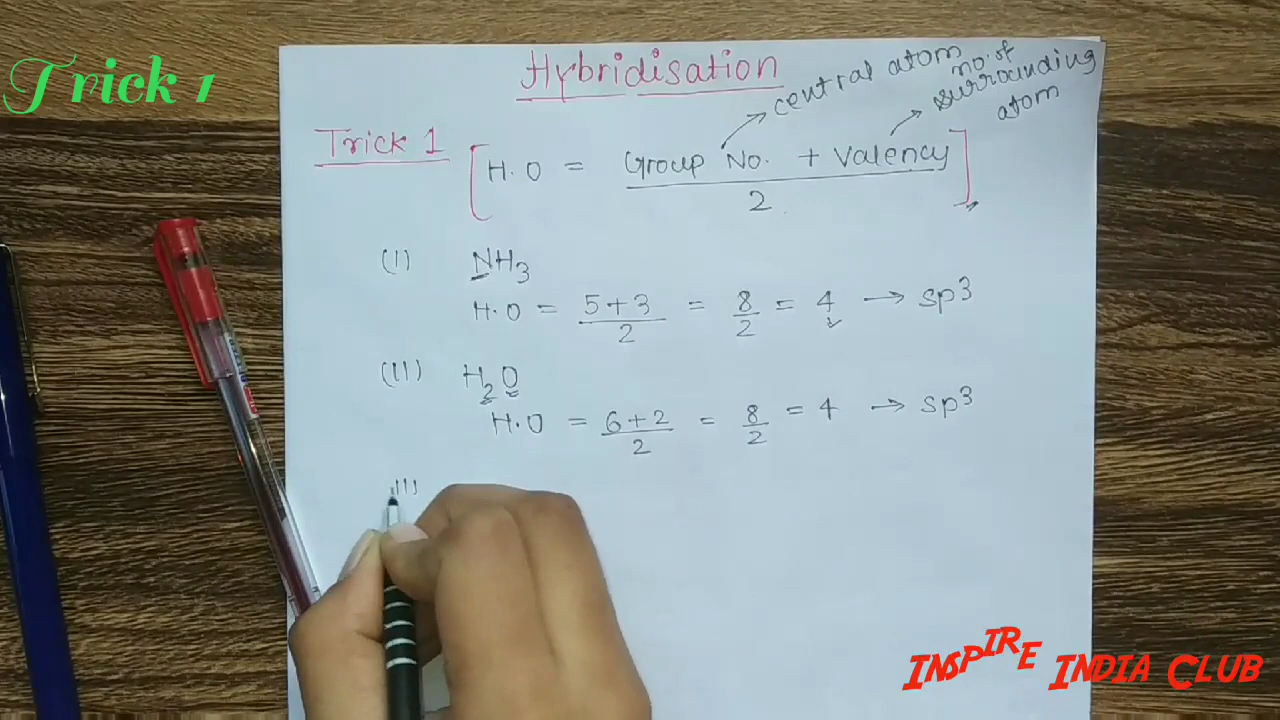 Trick 1
Hybridisation
central atom
no. of
surrounding
atom
Trick 1
[H.O = Group No. + Valency / 2]
(I) NH3
H.O = 5+3/2 = 8/2 = 4 → sp3
(II) H2O
H.O = 6+2/2 = 8/2 = 4 → sp3
III
INSPIRE INDIA CLUB